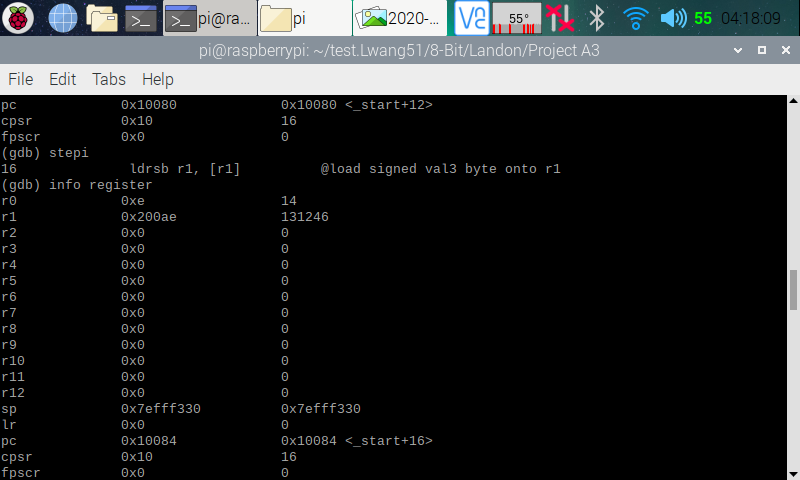 pi@ra... pi 2020-... V2 55° 55 04:18:09
pi@raspberrypi: ~/test.Lwang51/8-Bit/Landon/Project A3
File Edit Tabs Help
pc 0x10080 0x10080 <_start+12>
cpsr 0x10 16
fpscr 0x0 0
(gdb) stepi
16 ldrsb r1, [r1] @load signed val3 byte onto r1
(gdb) info register
r0 0xe 14
r1 0x200ae 131246
r2 0x0 0
r3 0x0 0
r4 0x0 0
r5 0x0 0
r6 0x0 0
r7 0x0 0
r8 0x0 0
r9 0x0 0
r10 0x0 0
r11 0x0 0
r12 0x0 0
sp 0x7efff330 0x7efff330
lr 0x0 0
pc 0x10084 0x10084 <_start+16>
cpsr 0x10 16
fpscr 0x0 0